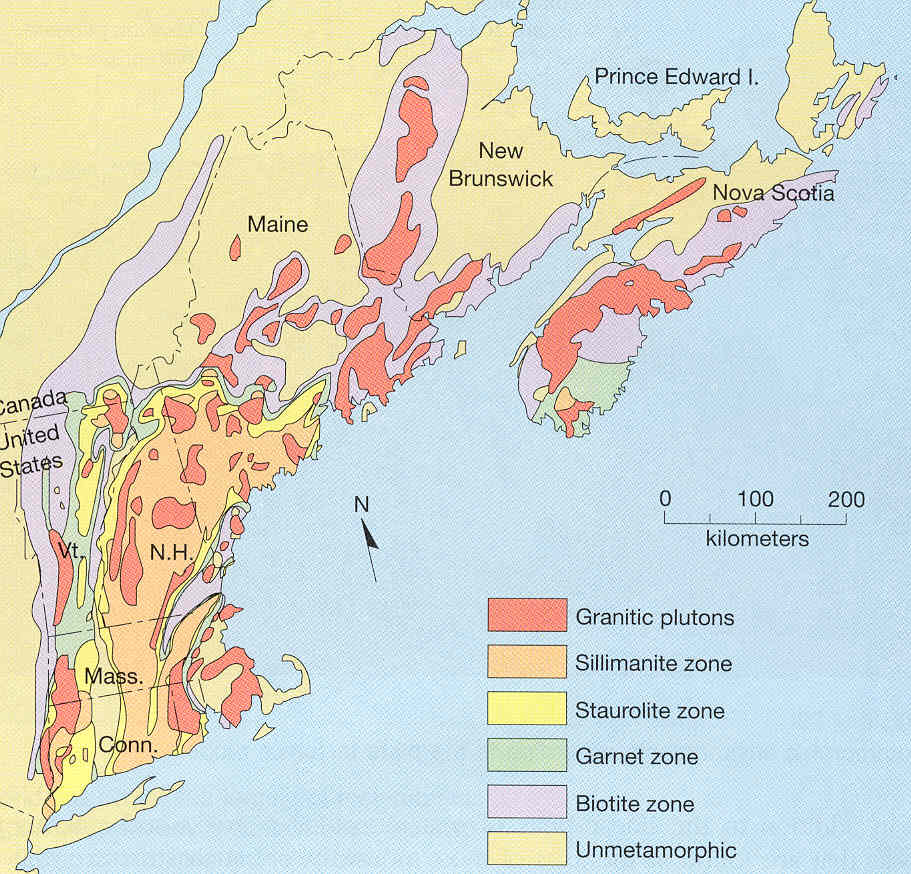 Prince Edward I.
New
Brunswick
Nova Scotia
Maine
Canada
United
States
N
0 100 200
kilometers
Vt.
N.H.
Mass.
Conn.
Granitic plutons
Sillimanite zone
Staurolite zone
Garnet zone
Biotite zone
Unmetamorphic